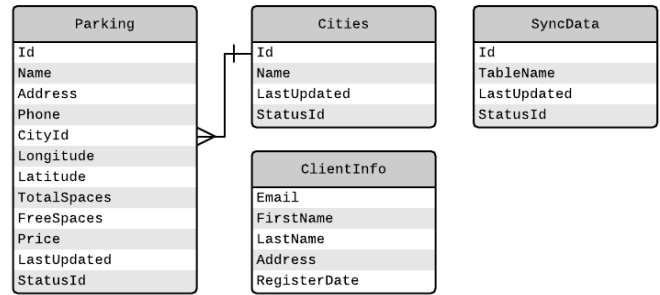 Parking
Id
Name
Address
Phone
CityId
Longitude
Latitude
TotalSpaces
FreeSpaces
Price
LastUpdated
StatusId
Cities
Id
Name
LastUpdated
StatusId
ClientInfo
Email
FirstName
LastName
Address
RegisterDate
SyncData
Id
TableName
LastUpdated
StatusId